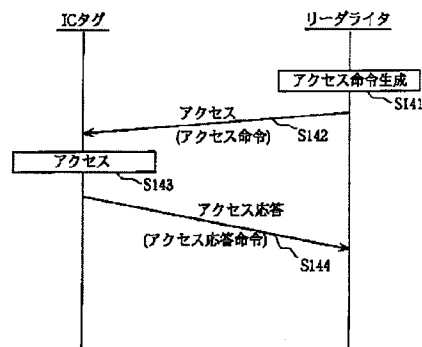 ICタグ
リーダライタ
アクセス命令生成
S141
アクセス
(アクセス命令)
S142
アクセス
S143
アクセス応答
(アクセス応答命令)
S144